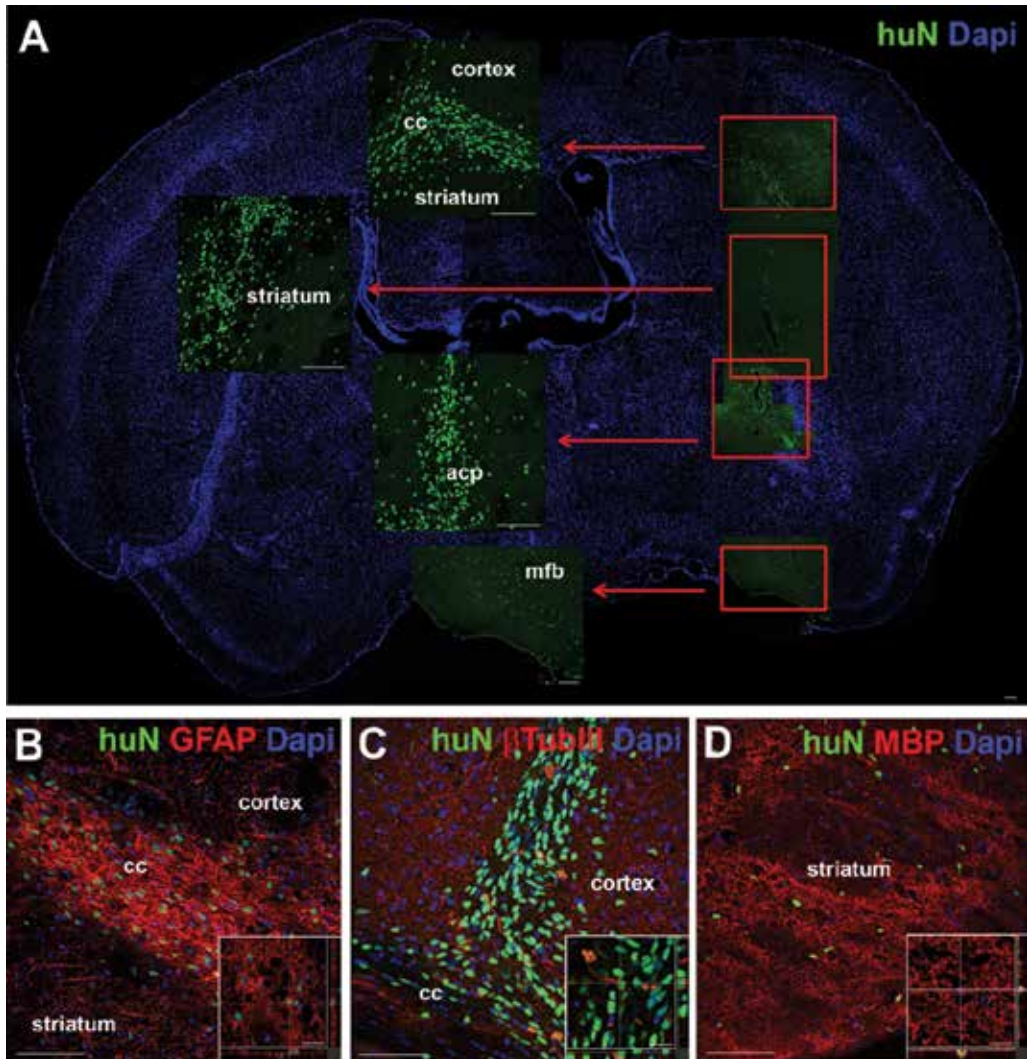 A
huN Dapi
cortex
cc
striatum
striatum
acp
mfb
B
huN GFAP Dapi
cortex
cc
striatum
C
huN βTubIII Dapi
cortex
cc
D
huN MBP Dapi
striatum